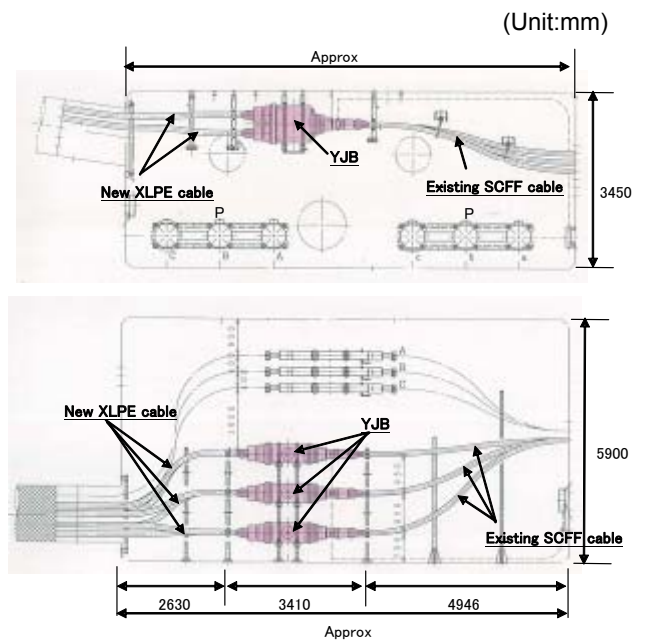 (Unit:mm)
Approx
New XLPE cable
YJB
Existing SCFF cable
3450
P
P
C
B
A
c
a
A
B
C
New XLPE cable
YJB
5900
Existing SCFF cable
2630
3410
4946
Approx